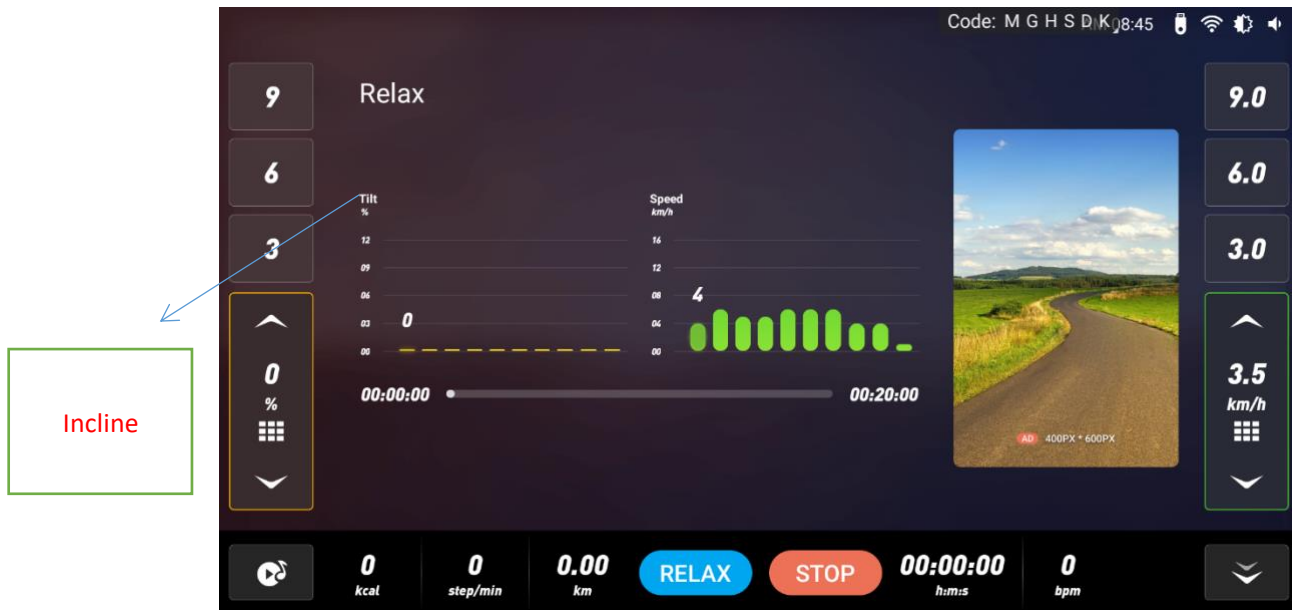 Code: M G H S D K 08:45
9
6
3
0
%
Incline
Relax
Tilt
%
12
09
06
03
00
0
Speed
km/h
16
12
08
04
00
4
00:00:00
00:20:00
AD 400PX * 600PX
9.0
6.0
3.0
3.5
km/h
0
kcal
0
step/min
0.00
km
RELAX
STOP
00:00:00
h:m:s
0
bpm